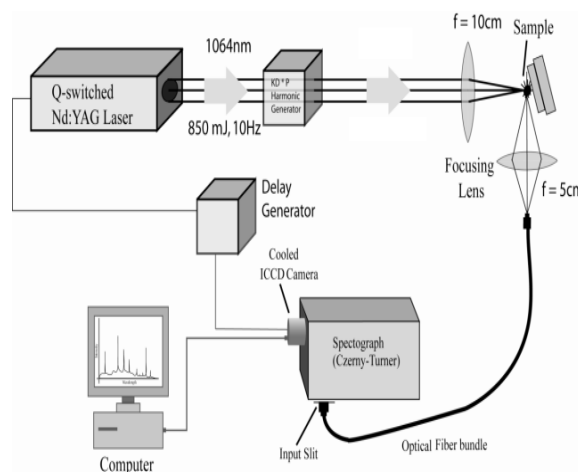 1064nm
f = 10cm
Sample
Q-switched
Nd:YAG Laser
KD * P
Harmonic
Generator
850 mJ, 10Hz
Focusing
Lens
f = 5cm
Delay
Generator
Cooled
ICCD Camera
Spectograph
(Czerny-Turner)
Input Slit
Optical Fiber bundle
Computer